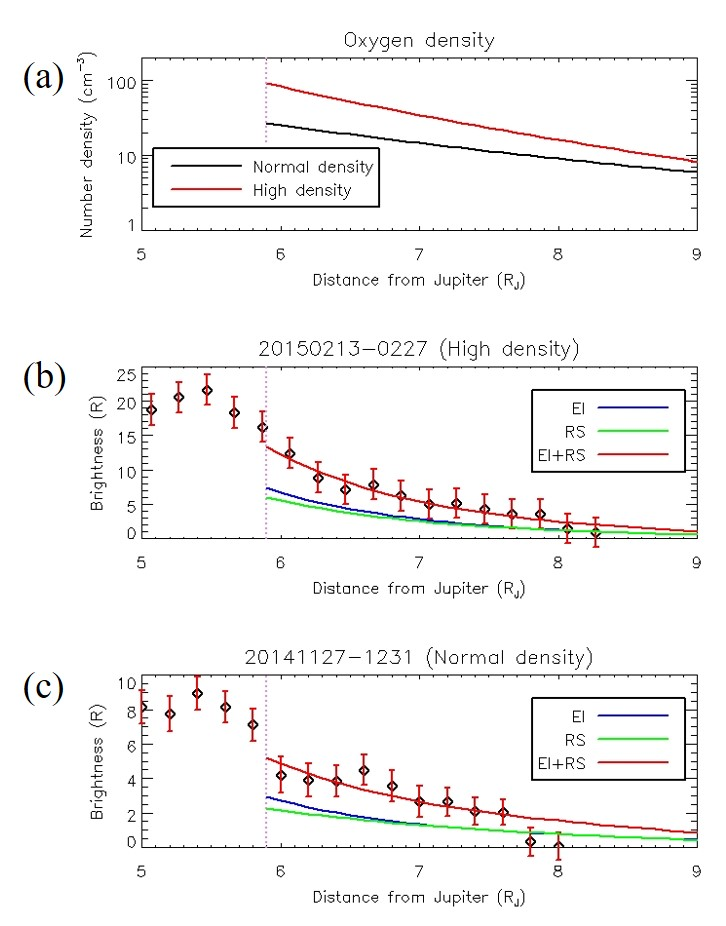 Oxygen density
(a)
Number density (cm⁻³)
100
10
1
Normal density
High density
5 6 7 8 9
Distance from Jupiter (R_J)
20150213-0227 (High density)
(b)
Brightness (R)
25
20
15
10
5
0
EI
RS
EI+RS
5 6 7 8 9
Distance from Jupiter (R_J)
20141127-1231 (Normal density)
(c)
Brightness (R)
10
8
6
4
2
0
EI
RS
EI+RS
5 6 7 8 9
Distance from Jupiter (R_J)